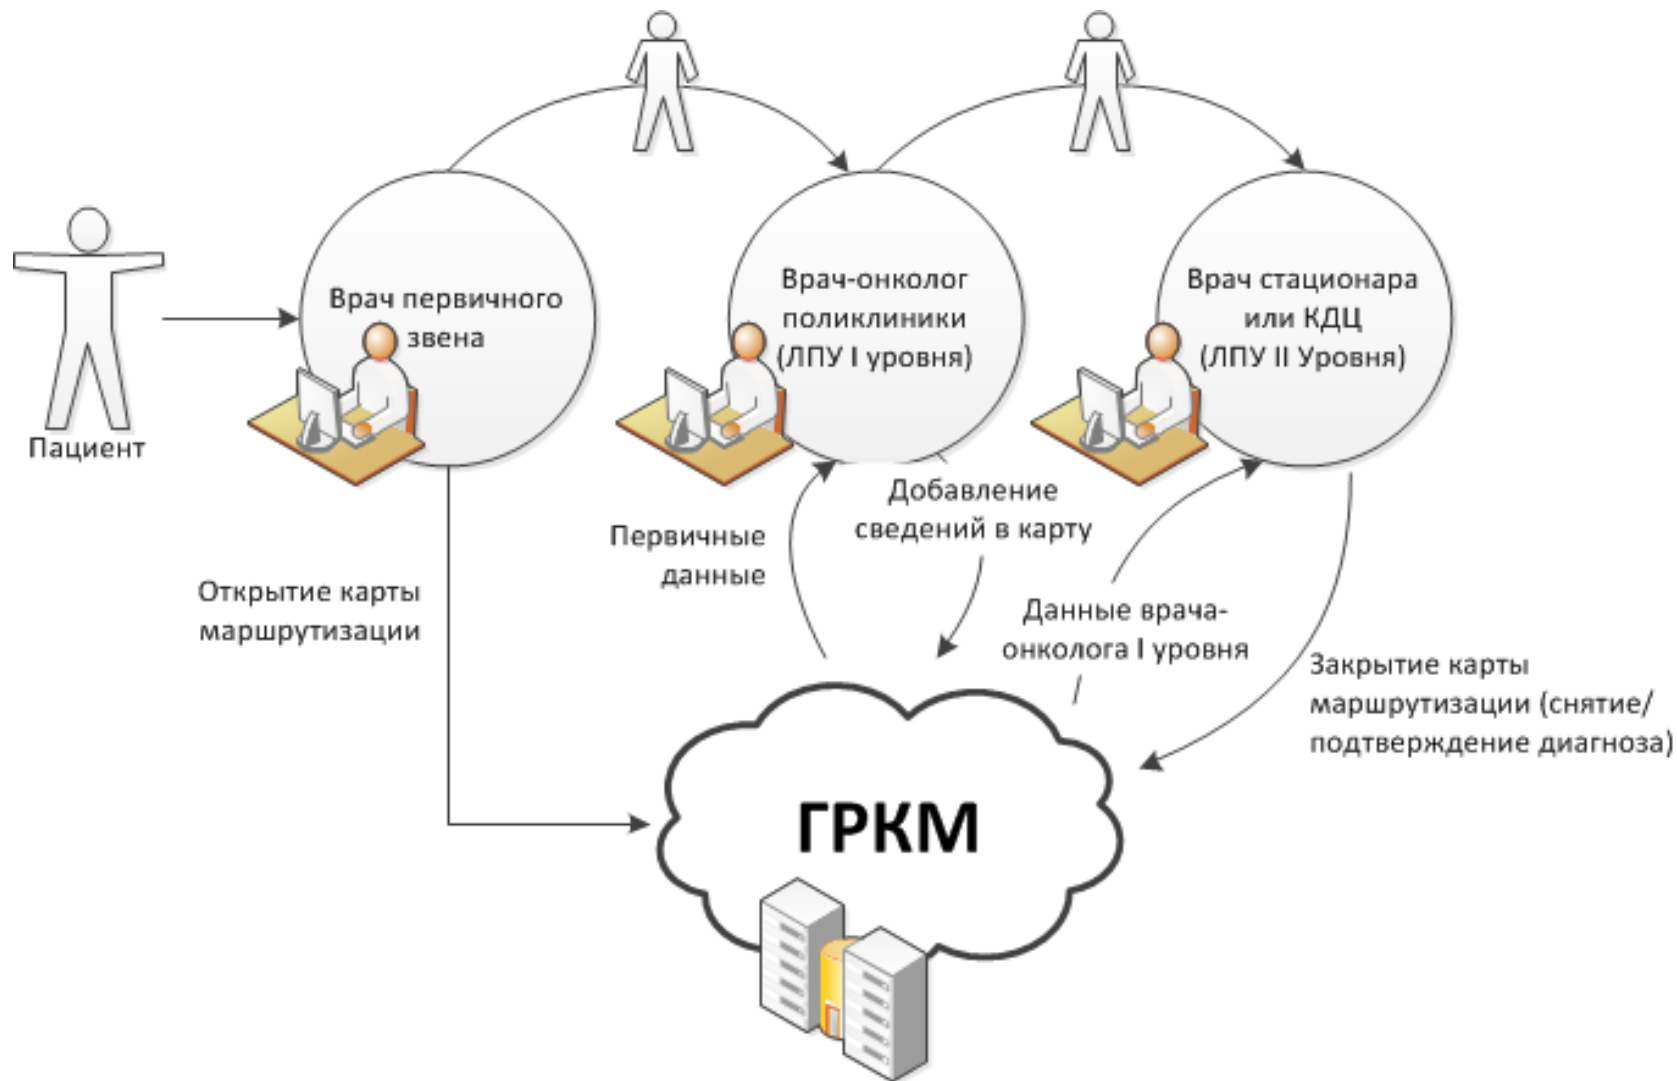 Пациент
Врач первичного
звена
Врач-онколог
поликлиники
(ЛПУ I уровня)
Врач стационара
или КДЦ
(ЛПУ II Уровня)
Открытие карты
маршрутизации
Первичные
данные
Добавление
сведений в карту
Данные врача-
онколога I уровня
Закрытие карты
маршрутизации (снятие/
подтверждение диагноза)
ГРКМ